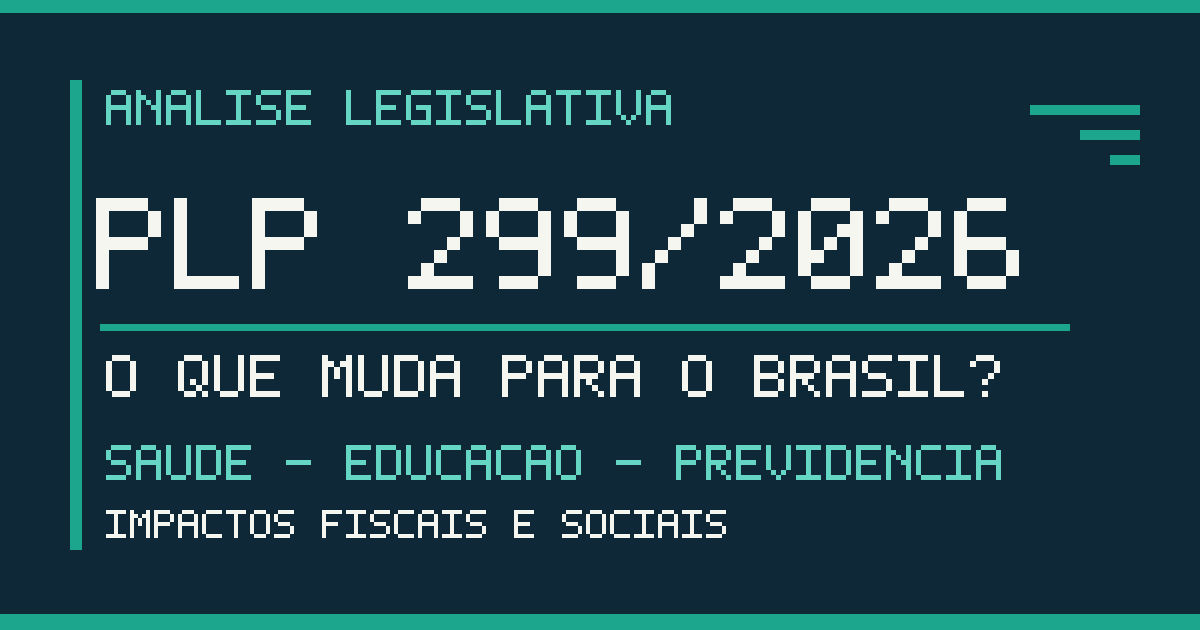 ANALISE LEGISLATIVA
PLP 299/2026
O QUE MUDA PARA O BRASIL?
SAUDE - EDUCACAO - PREVIDENCIA
IMPACTOS FISCAIS E SOCIAIS